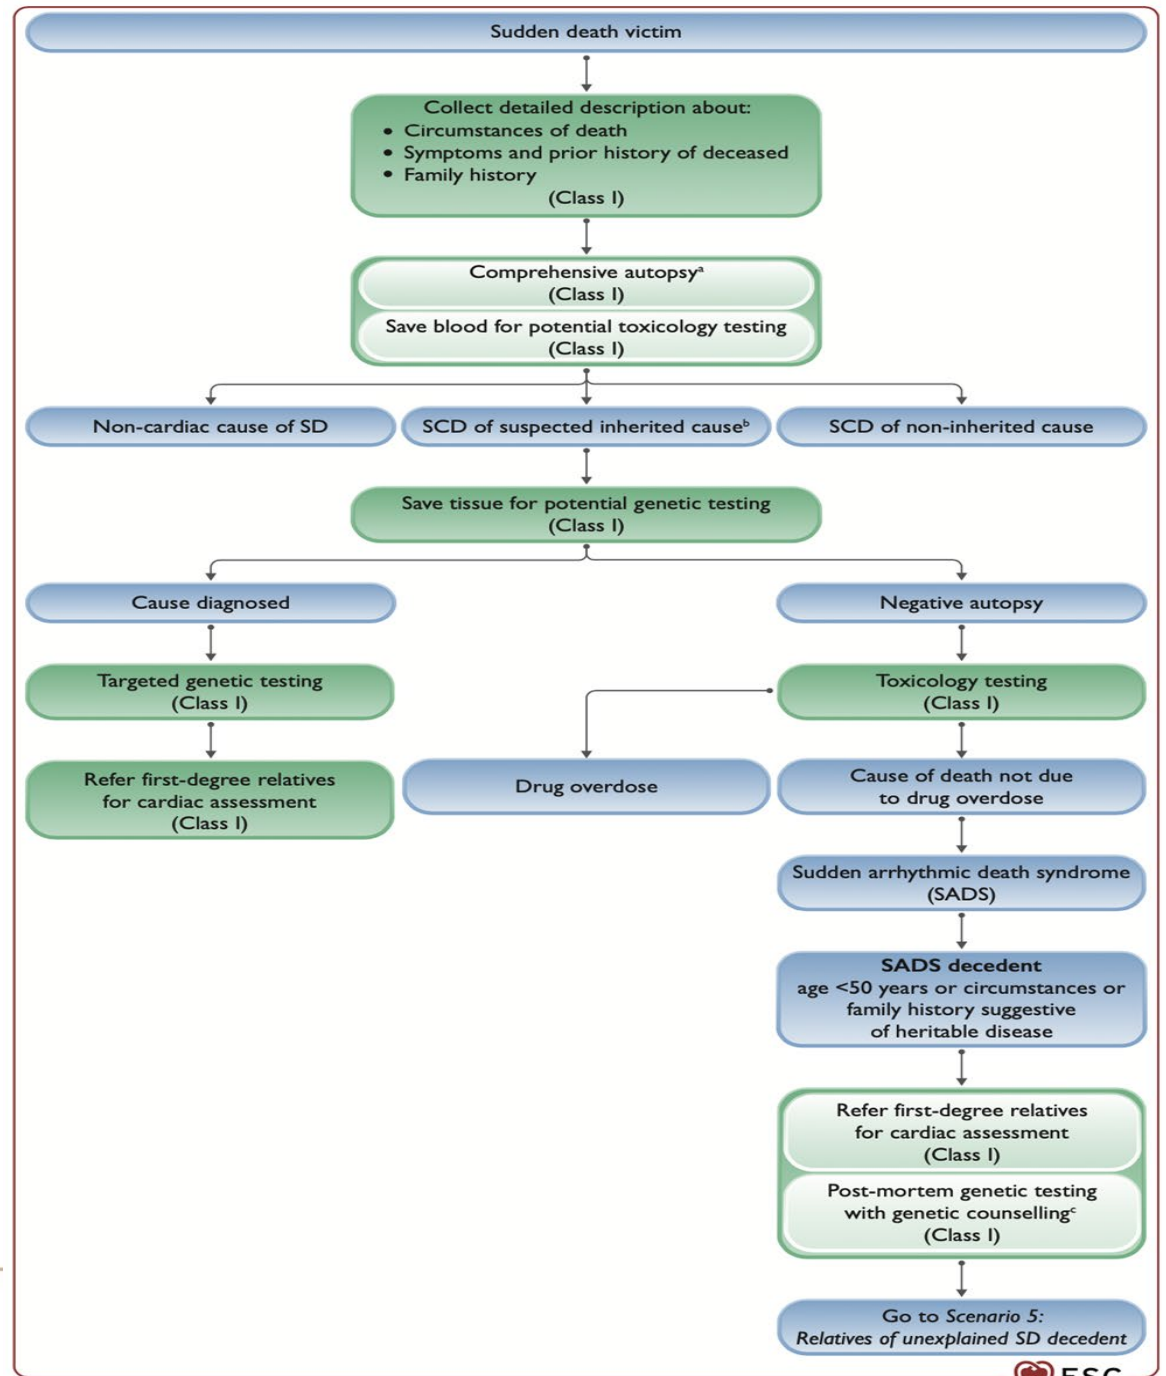 Sudden death victim
Collect detailed description about:
• Circumstances of death
• Symptoms and prior history of deceased
• Family history
(Class I)
Comprehensive autopsyᵃ
(Class I)
Save blood for potential toxicology testing
(Class I)
Non-cardiac cause of SD
SCD of suspected inherited causeᵇ
SCD of non-inherited cause
Save tissue for potential genetic testing
(Class I)
Cause diagnosed
Negative autopsy
Targeted genetic testing
(Class I)
Toxicology testing
(Class I)
Refer first-degree relatives
for cardiac assessment
(Class I)
Drug overdose
Cause of death not due
to drug overdose
Sudden arrhythmic death syndrome
(SADS)
SADS decedent
age <50 years or circumstances or
family history suggestive
of heritable disease
Refer first-degree relatives
for cardiac assessment
(Class I)
Post-mortem genetic testing
with genetic counsellingᶜ
(Class I)
Go to Scenario 5:
Relatives of unexplained SD decedent
ESC